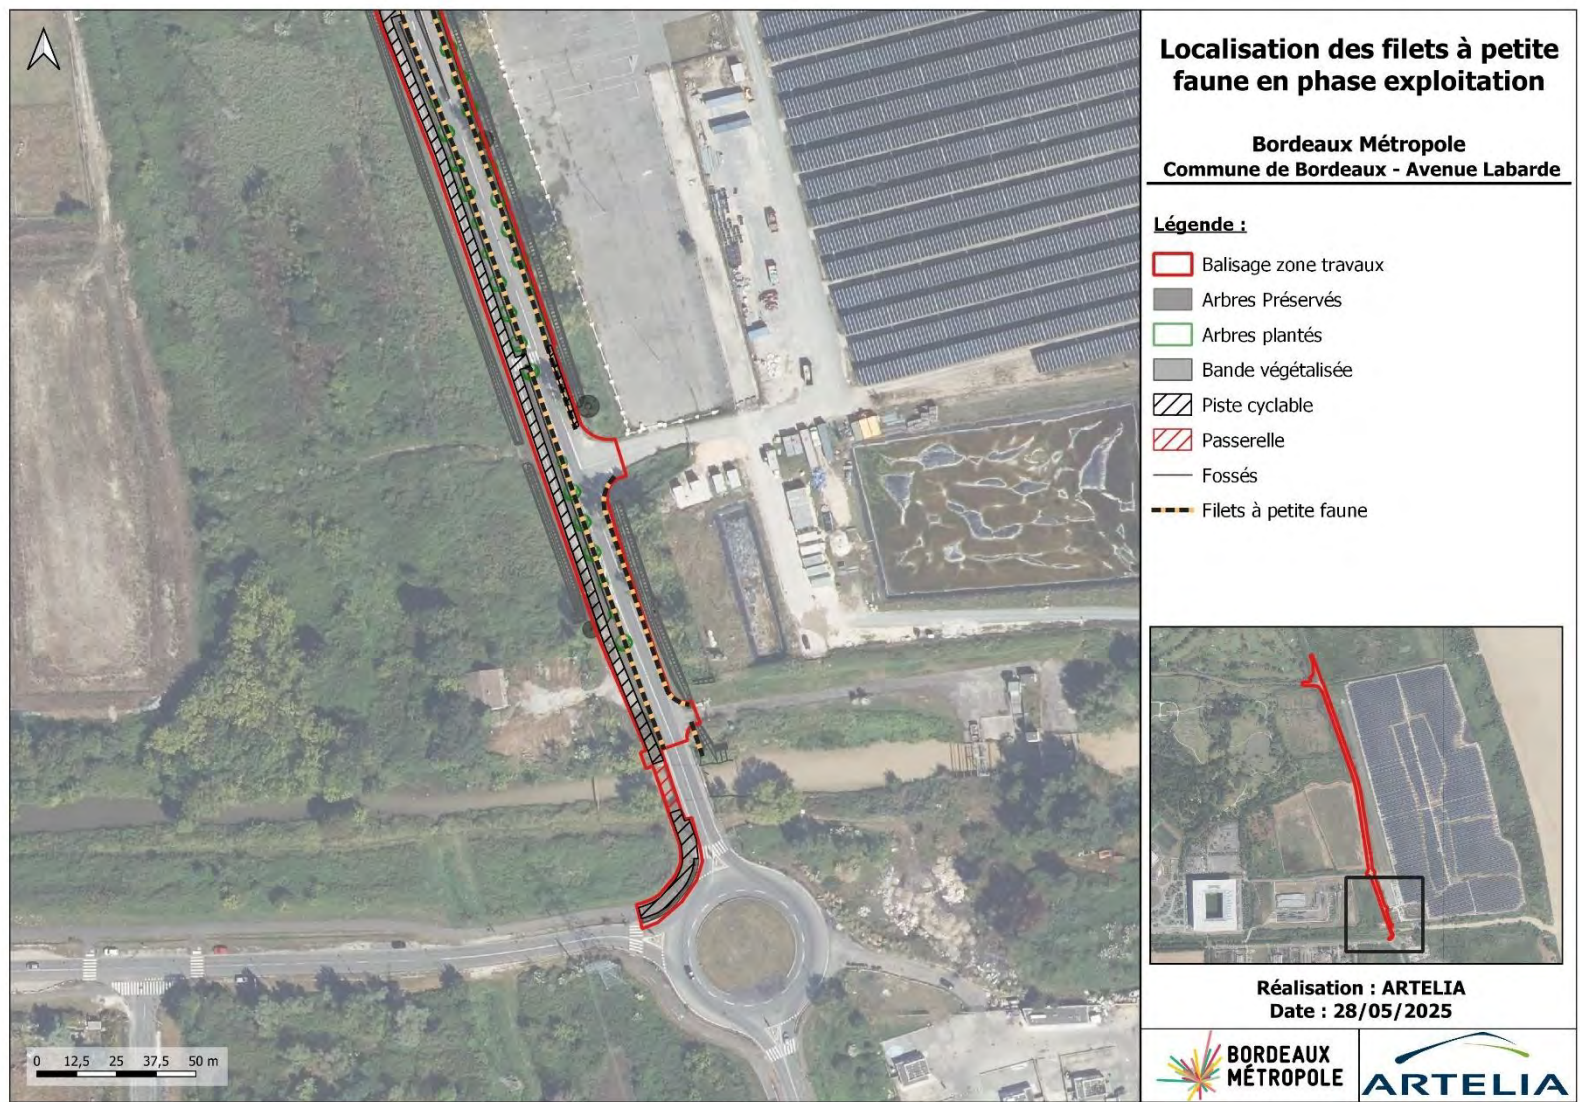 Localisation des filets à petite
faune en phase exploitation
Bordeaux Métropole
Commune de Bordeaux - Avenue Labarde
Légende :
Balisage zone travaux
Arbres Préservés
Arbres plantés
Bande végétalisée
Piste cyclable
Passerelle
Fossés
Filets à petite faune
Réalisation : ARTELIA
Date : 28/05/2025
BORDEAUX
MÉTROPOLE
ARTELIA
0 12,5 25 37,5 50 m